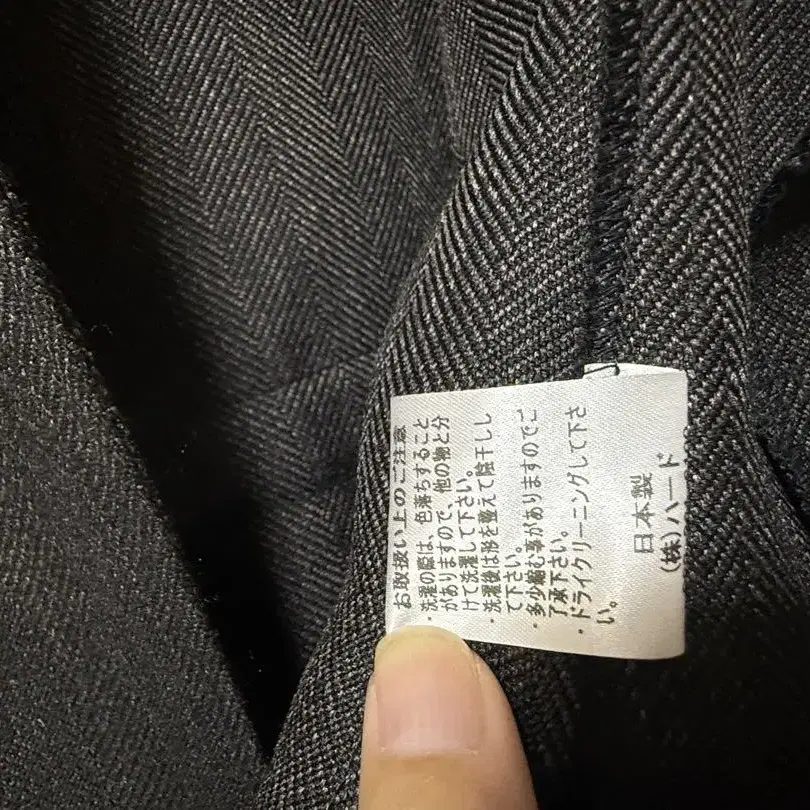 お取扱い上のご注意
・洗濯の際は、色落ちすること
がありますので、他の物と分
けて洗濯して下さい。
・洗濯後は形を整えて陰干しし
て下さい。
・多少縮む事がありますのでご
了承下さい。
・ドライクリーニングして下さ
い。
日本製
(株)ハード